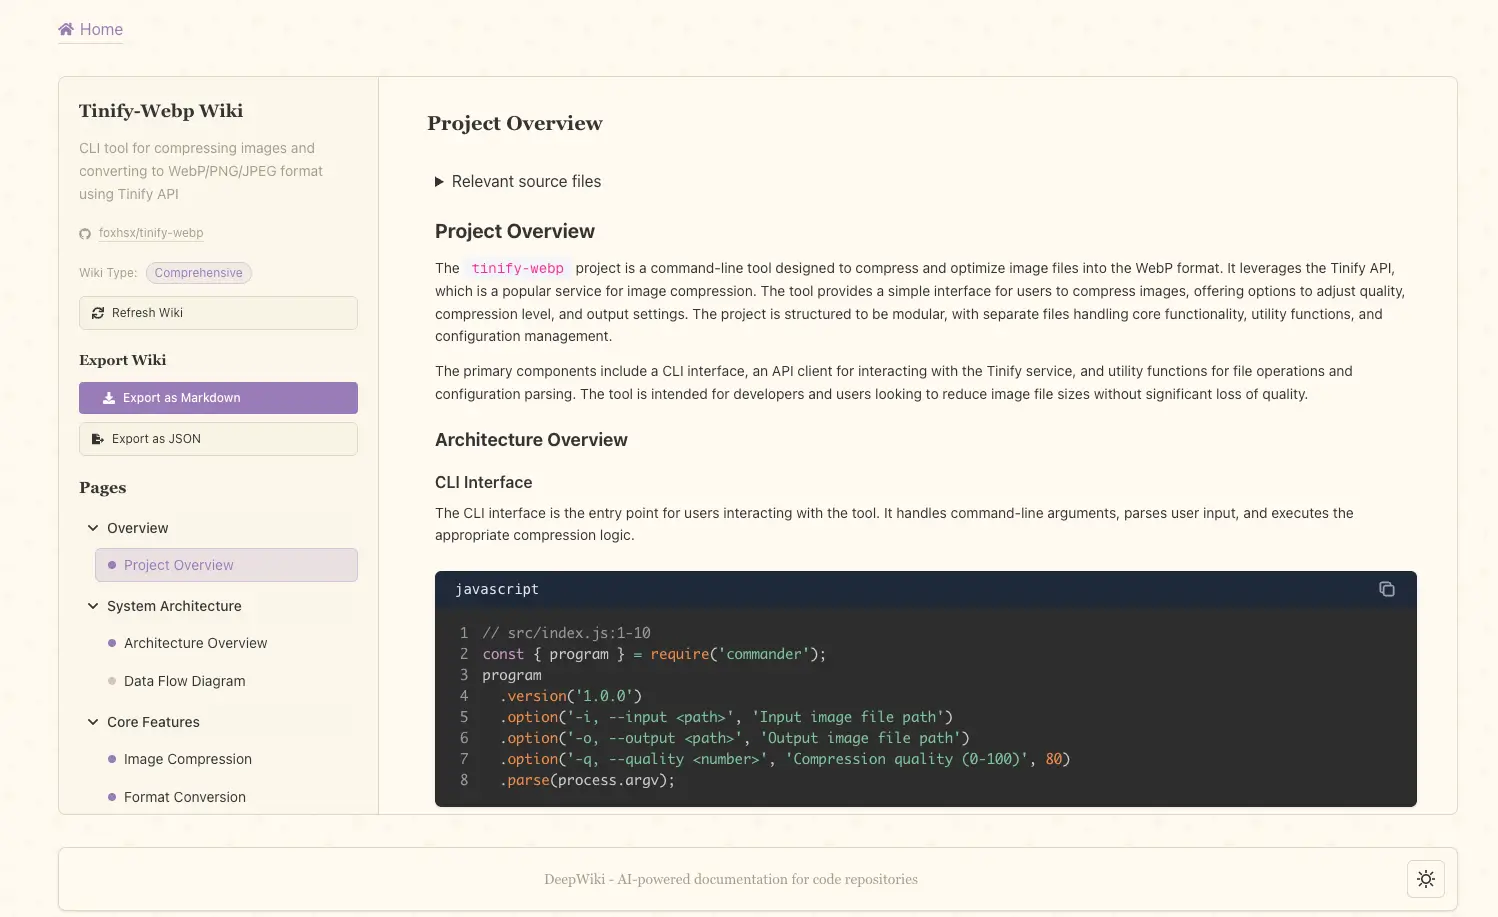 Home
Tinify-Webp Wiki
CLI tool for compressing images and
converting to WebP/PNG/JPEG format
using Tinify API
foxhsx/tinify-webp
Wiki Type: Comprehensive
Refresh Wiki
Export Wiki
Export as Markdown
Export as JSON
Pages
Overview
Project Overview
System Architecture
Architecture Overview
Data Flow Diagram
Core Features
Image Compression
Format Conversion
Project Overview
Relevant source files
Project Overview
The tinify-webp project is a command-line tool designed to compress and optimize image files into the WebP format. It leverages the Tinify API,
which is a popular service for image compression. The tool provides a simple interface for users to compress images, offering options to adjust quality,
compression level, and output settings. The project is structured to be modular, with separate files handling core functionality, utility functions, and
configuration management.
The primary components include a CLI interface, an API client for interacting with the Tinify service, and utility functions for file operations and
configuration parsing. The tool is intended for developers and users looking to reduce image file sizes without significant loss of quality.
Architecture Overview
CLI Interface
The CLI interface is the entry point for users interacting with the tool. It handles command-line arguments, parses user input, and executes the
appropriate compression logic.
javascript
1 // src/index.js:1-10
2 const { program } = require('commander');
3 program
4   .version('1.0.0')
5   .option('-i, --input <path>', 'Input image file path')
6   .option('-o, --output <path>', 'Output image file path')
7   .option('-q, --quality <number>', 'Compression quality (0-100)', 80)
8   .parse(process.argv);
DeepWiki - AI-powered documentation for code repositories